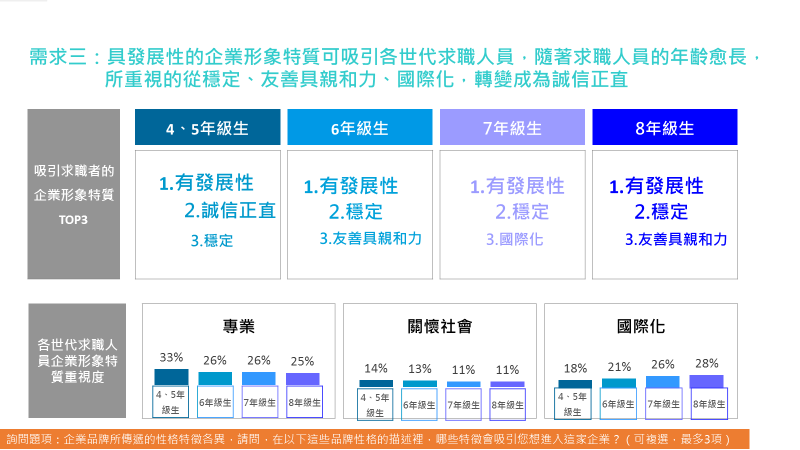 需求三：具發展性的企業形象特質可吸引各世代求職人員，隨著求職人員的年齡愈長，
所重視的從穩定、友善具親和力、國際化，轉變成為誠信正直
吸引求職者的
企業形象特質
TOP3
4、5年級生
6年級生
7年級生
8年級生
1.有發展性
2.誠信正直
3.穩定
1.有發展性
2.穩定
3.友善具親和力
1.有發展性
2.穩定
3.國際化
1.有發展性
2.穩定
3.友善具親和力
各世代求職人
員企業形象特
質重視度
專業
33%
26%
26%
25%
4、5年
級生
6年級生
7年級生
8年級生
關懷社會
14%
13%
11%
11%
4、5年
級生
6年級生
7年級生
8年級生
國際化
18%
21%
26%
28%
4、5年
級生
6年級生
7年級生
8年級生
詢問題項：企業品牌所傳遞的性格特徵各異，請問，在以下這些品牌性格的描述裡，哪些特徵會吸引您想進入這家企業？（可複選，最多3項）